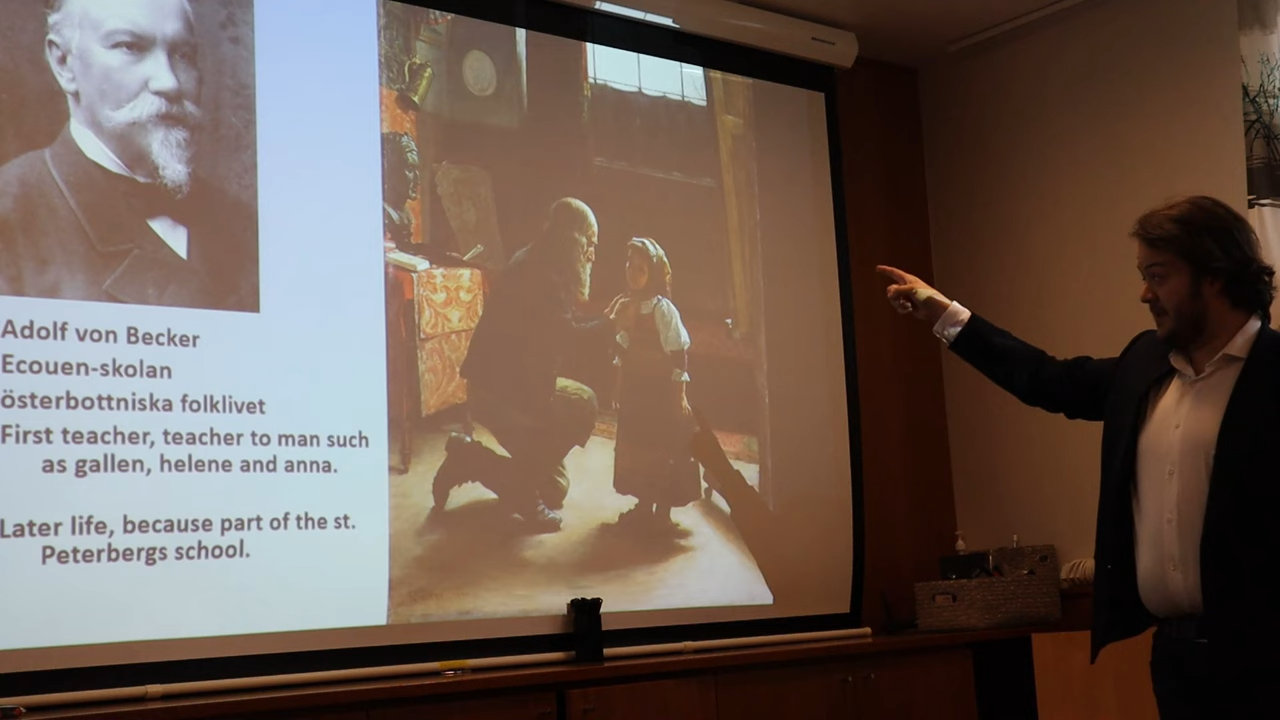 Adolf von Becker
Ecouen-skolan
österbottniska folklivet
First teacher, teacher to man such
as gallen, helene and anna.
Later life, because part of the st.
Peterbergs school.